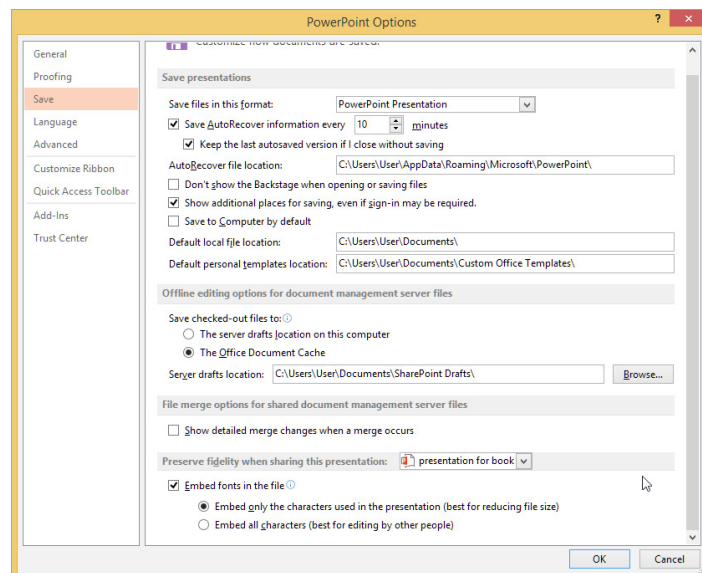 PowerPoint Options
?
×
General
Proofing
Save
Language
Advanced
Customize Ribbon
Quick Access Toolbar
Add-Ins
Trust Center
Customize how documents are saved.
Save presentations
Save files in this format: PowerPoint Presentation
Save AutoRecover information every 10 minutes
Keep the last autosaved version if I close without saving
AutoRecover file location: C:\Users\User\AppData\Roaming\Microsoft\PowerPoint\
Don't show the Backstage when opening or saving files
Show additional places for saving, even if sign-in may be required.
Save to Computer by default
Default local file location: C:\Users\User\Documents\
Default personal templates location: C:\Users\User\Documents\Custom Office Templates\
Offline editing options for document management server files
Save checked-out files to:
The server drafts location on this computer
The Office Document Cache
Server drafts location: C:\Users\User\Documents\SharePoint Drafts\ Browse...
File merge options for shared document management server files
Show detailed merge changes when a merge occurs
Preserve fidelity when sharing this presentation: presentation for book
Embed fonts in the file
Embed only the characters used in the presentation (best for reducing file size)
Embed all characters (best for editing by other people)
OK Cancel